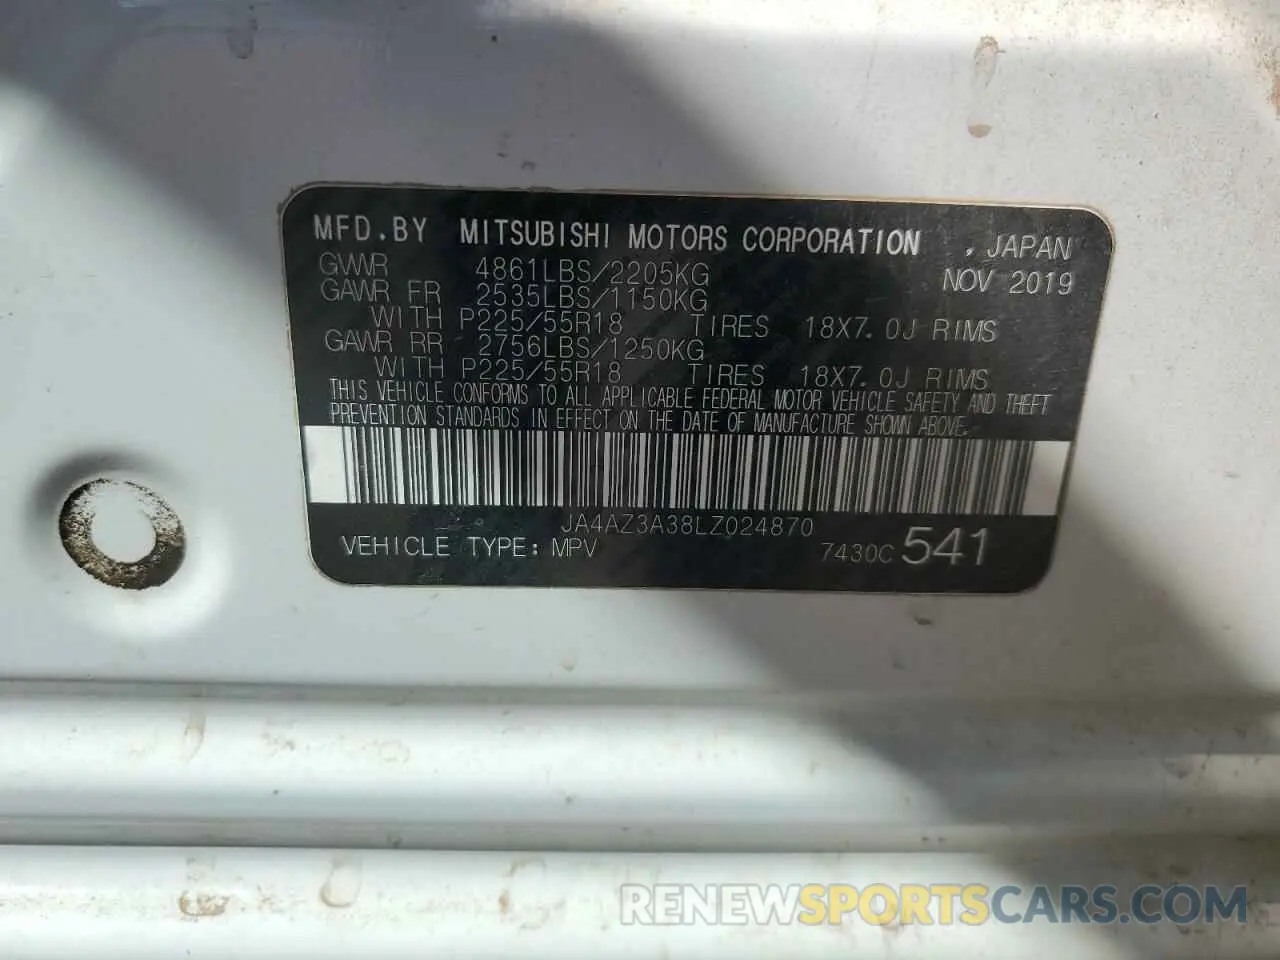 MFD.BY MITSUBISHI MOTORS CORPORATION , JAPAN
GVWR 4861LBS/2205KG NOV 2019
GAWR FR 2535LBS/1150KG
WITH P225/55R18 TIRES 18X7.0J RIMS
GAWR RR 2756LBS/1250KG
WITH P225/55R18 TIRES 18X7.0J RIMS
THIS VEHICLE CONFORMS TO ALL APPLICABLE FEDERAL MOTOR VEHICLE SAFETY AND THEFT
PREVENTION STANDARDS IN EFFECT ON THE DATE OF MANUFACTURE SHOWN ABOVE.
JA4AZ3A38LZ024870
VEHICLE TYPE: MPV 7430C 541
RENEWSPORTSCARS.COM